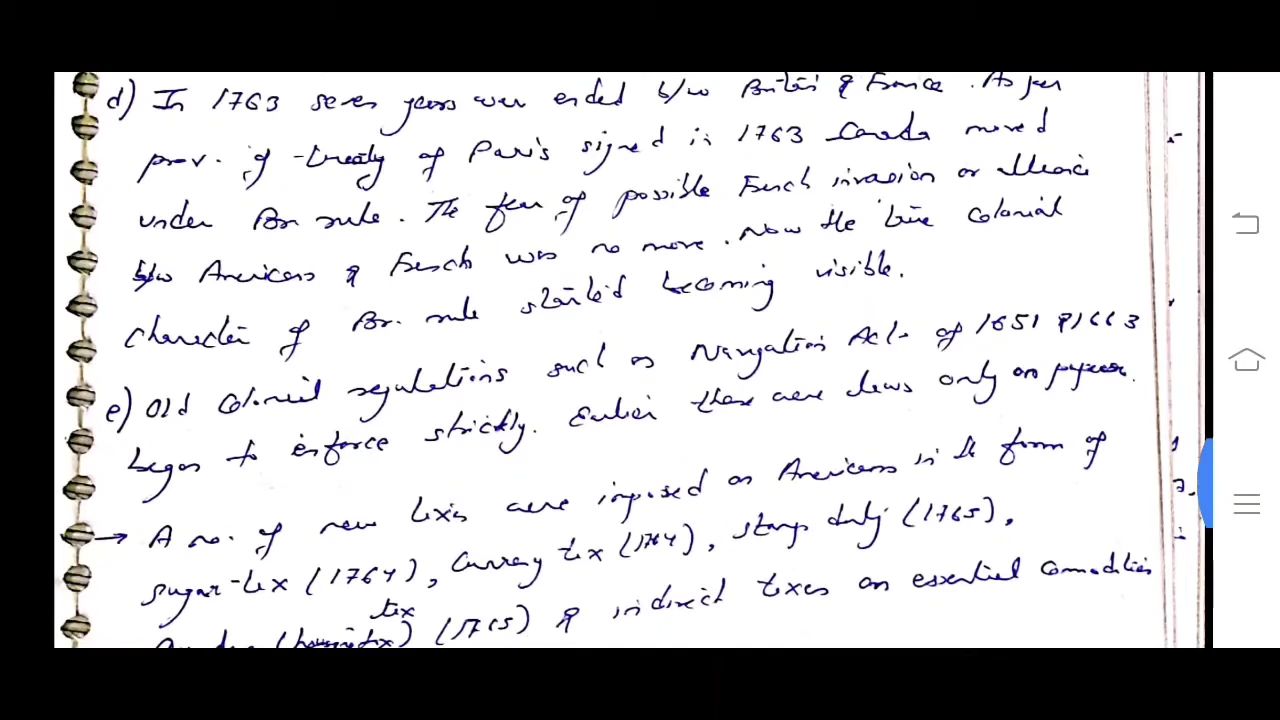 d) In 1763 seven years war ended b/w Britain & France. As per
prov. of treaty of Paris signed in 1763 Canada moved
under Br. rule. The fear of possible French invasion or alliance
b/w Americans & French was no more. Now the true colonial
character of Br. rule started becoming visible.
e) Old colonial regulations such as Navigation Acts of 1651 & 1663
began to enforce strictly. Earlier these were laws only on paper.
→ A no. of new taxes were imposed on Americans in the form of
sugar-tax (1764), Currency tax (1764), stamp duty (1765),
tax
(1765) & indirect taxes on essential comodities